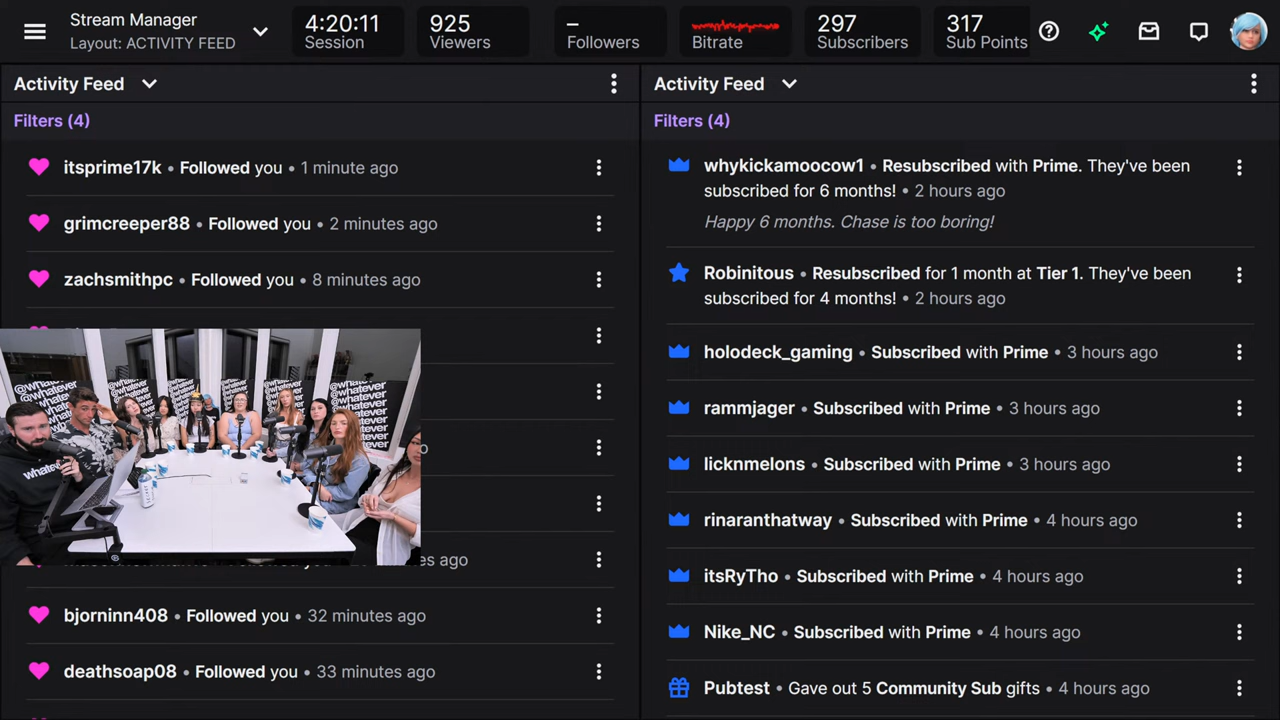 Stream Manager
Layout: ACTIVITY FEED
4:20:11
Session
925
Viewers
–
Followers
Bitrate
297
Subscribers
317
Sub Points
Activity Feed
Filters (4)
itsprime17k • Followed you • 1 minute ago
grimcreeper88 • Followed you • 2 minutes ago
zachsmithpc • Followed you • 8 minutes ago
@whatever
@whatever
@whatever
whatever
bjorninn408 • Followed you • 32 minutes ago
deathsoap08 • Followed you • 33 minutes ago
Activity Feed
Filters (4)
whykickamoocow1 • Resubscribed with Prime. They've been
subscribed for 6 months! • 2 hours ago
Happy 6 months. Chase is too boring!
Robinitous • Resubscribed for 1 month at Tier 1. They've been
subscribed for 4 months! • 2 hours ago
holodeck_gaming • Subscribed with Prime • 3 hours ago
rammjager • Subscribed with Prime • 3 hours ago
licknmelons • Subscribed with Prime • 3 hours ago
rinaranthatway • Subscribed with Prime • 4 hours ago
itsRyTho • Subscribed with Prime • 4 hours ago
Nike_NC • Subscribed with Prime • 4 hours ago
Pubtest • Gave out 5 Community Sub gifts • 4 hours ago